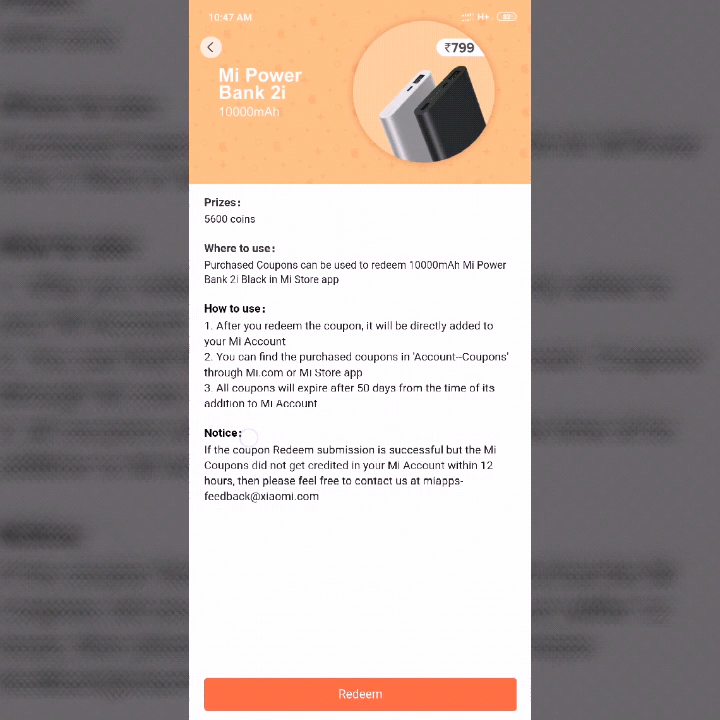 10:47 AM
H+
₹799
Mi Power
Bank 2i
10000mAh
Prizes:
5600 coins
Where to use:
Purchased Coupons can be used to redeem 10000mAh Mi Power
Bank 2i Black in Mi Store app
How to use:
1. After you redeem the coupon, it will be directly added to
your Mi Account
2. You can find the purchased coupons in 'Account--Coupons'
through Mi.com or Mi Store app
3. All coupons will expire after 50 days from the time of its
addition to Mi Account
Notice:
If the coupon Redeem submission is successful but the Mi
Coupons did not get credited in your Mi Account within 12
hours, then please feel free to contact us at miapps-
feedback@xiaomi.com
Redeem